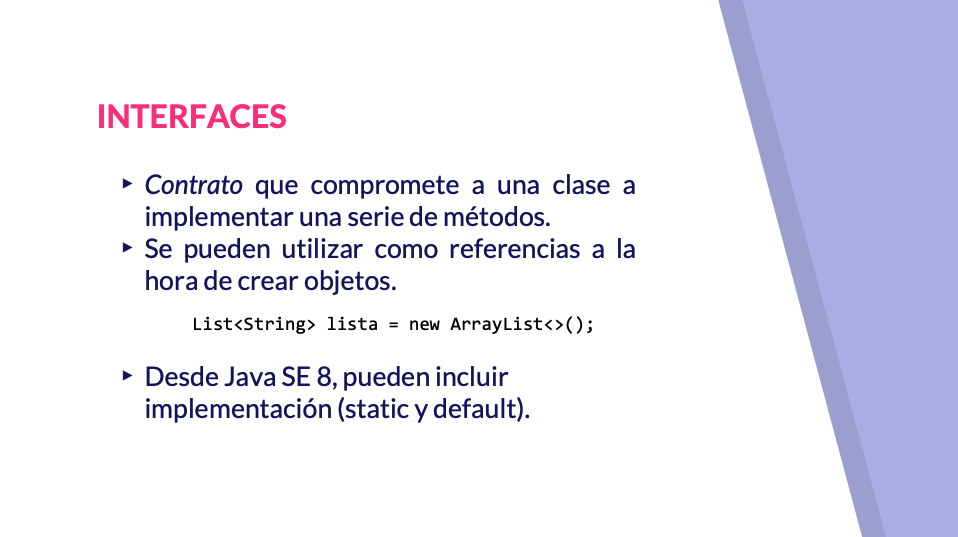 INTERFACES
▸ Contrato que compromete a una clase a
implementar una serie de métodos.
▸ Se pueden utilizar como referencias a la
hora de crear objetos.
List<String> lista = new ArrayList<>();
▸ Desde Java SE 8, pueden incluir
implementación (static y default).